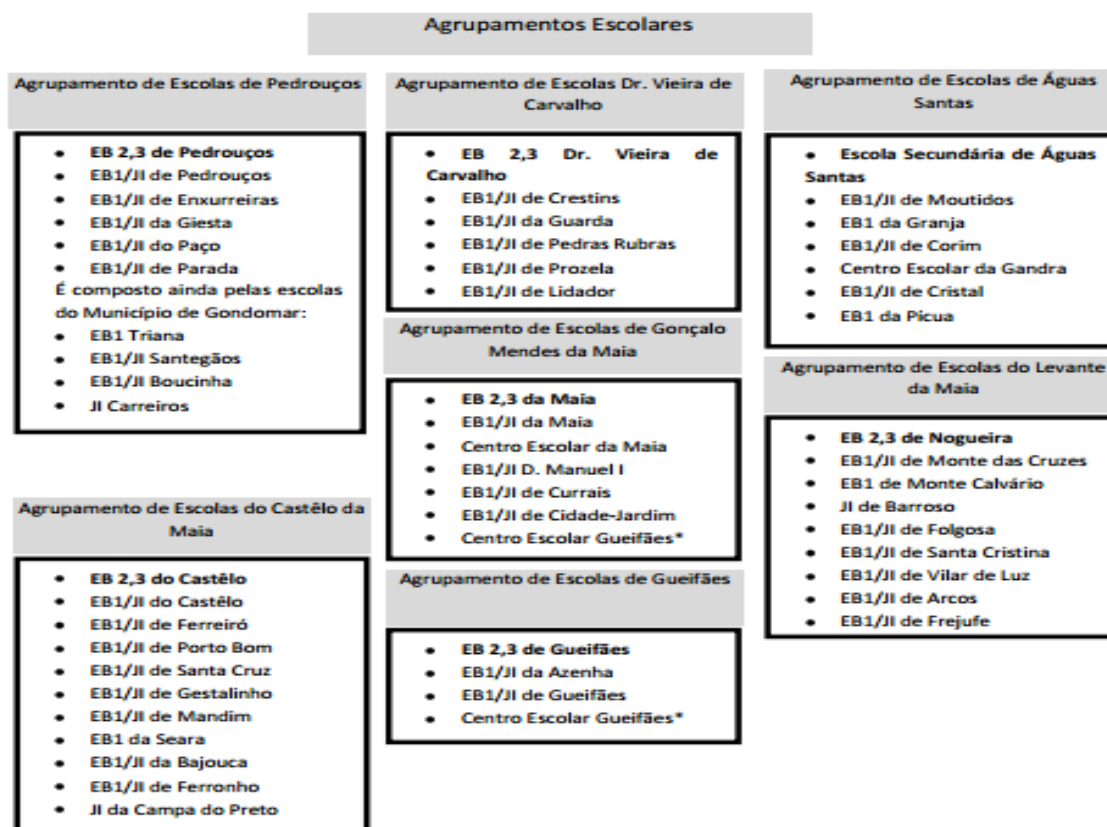 Agrupamentos Escolares
Agrupamento de Escolas de Pedrouços
• EB 2,3 de Pedrouços
• EB1/JI de Pedrouços
• EB1/JI de Enxurreiras
• EB1/JI da Giesta
• EB1/JI do Paço
• EB1/JI de Parada
É composto ainda pelas escolas
do Município de Gondomar:
• EB1 Triana
• EB1/JI Santegãos
• EB1/JI Boucinha
• JI Carreiros
Agrupamento de Escolas do Castêlo da
Maia
• EB 2,3 do Castêlo
• EB1/JI do Castêlo
• EB1/JI de Ferreiró
• EB1/JI de Porto Bom
• EB1/JI de Santa Cruz
• EB1/JI de Gestalinho
• EB1/JI de Mandim
• EB1 da Seara
• EB1/JI da Bajouca
• EB1/JI de Ferronho
• JI da Campa do Preto
Agrupamento de Escolas Dr. Vieira de
Carvalho
• EB 2,3 Dr. Vieira de
Carvalho
• EB1/JI de Crestins
• EB1/JI da Guarda
• EB1/JI de Pedras Rubras
• EB1/JI de Prozela
• EB1/JI de Lidador
Agrupamento de Escolas de Gonçalo
Mendes da Maia
• EB 2,3 da Maia
• EB1/JI da Maia
• Centro Escolar da Maia
• EB1/JI D. Manuel I
• EB1/JI de Currais
• EB1/JI de Cidade-Jardim
• Centro Escolar Gueifães*
Agrupamento de Escolas de Gueifães
• EB 2,3 de Gueifães
• EB1/JI da Azenha
• EB1/JI de Gueifães
• Centro Escolar Gueifães*
Agrupamento de Escolas de Águas
Santas
• Escola Secundária de Águas
Santas
• EB1/JI de Moutidos
• EB1 da Granja
• EB1/JI de Corim
• Centro Escolar da Gandra
• EB1/JI de Cristal
• EB1 da Picua
Agrupamento de Escolas do Levante
da Maia
• EB 2,3 de Nogueira
• EB1/JI de Monte das Cruzes
• EB1 de Monte Calvário
• JI de Barroso
• EB1/JI de Folgosa
• EB1/JI de Santa Cristina
• EB1/JI de Vilar de Luz
• EB1/JI de Arcos
• EB1/JI de Frejufe